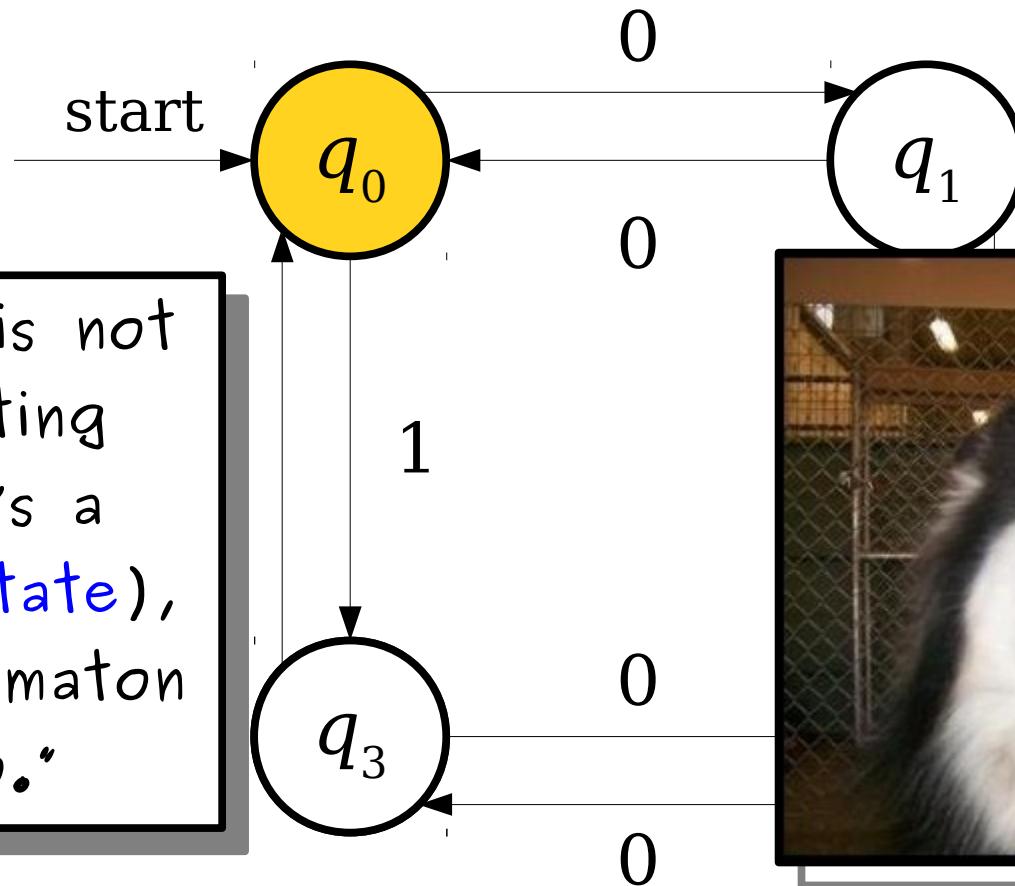 0
start
q0
q1
0
is not
ting
1
's a
tate),
0
maton
q3
."
0